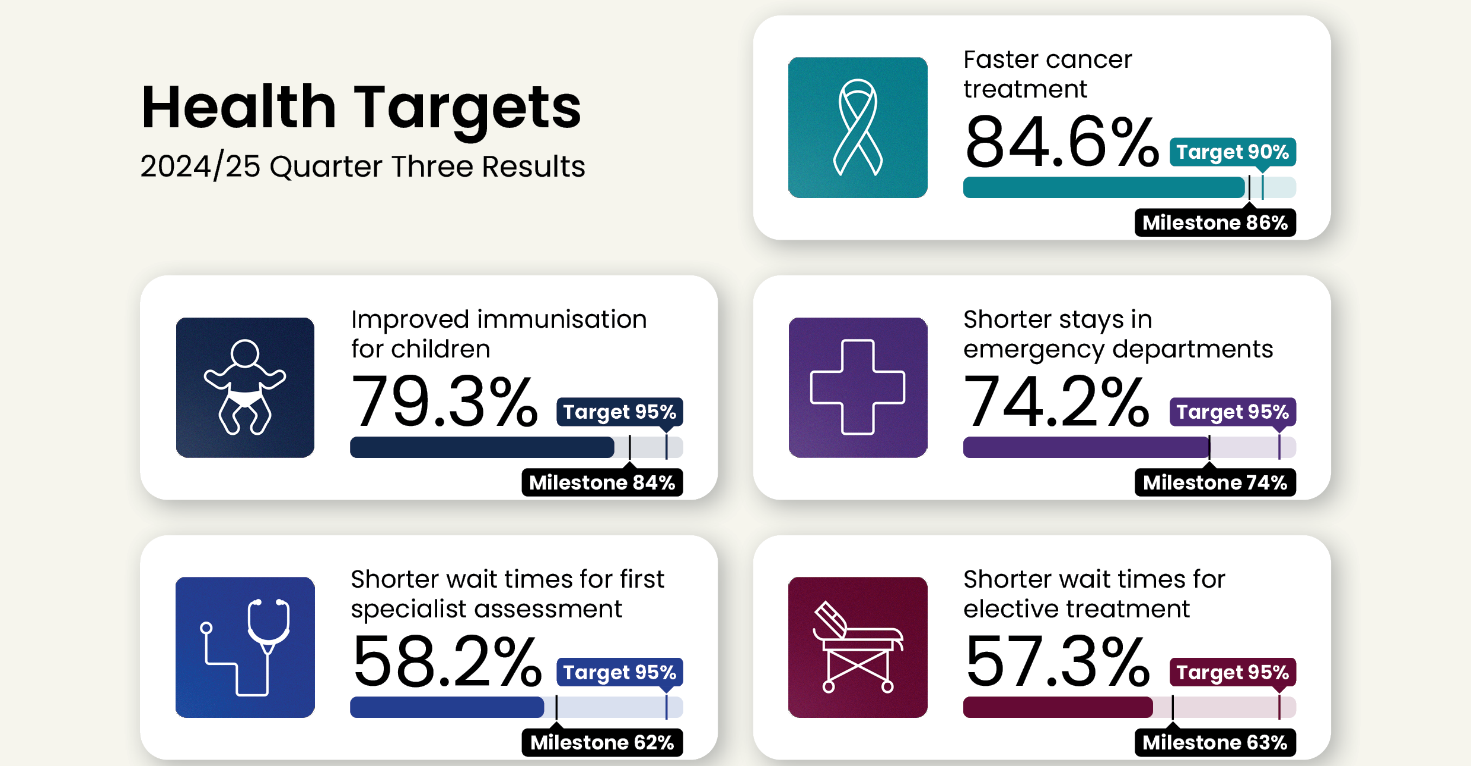 Health Targets
2024/25 Quarter Three Results
Faster cancer
treatment
84.6%
Target 90%
Milestone 86%
Improved immunisation
for children
79.3%
Target 95%
Milestone 84%
Shorter stays in
emergency departments
74.2%
Target 95%
Milestone 74%
Shorter wait times for first
specialist assessment
58.2%
Target 95%
Milestone 62%
Shorter wait times for
elective treatment
57.3%
Target 95%
Milestone 63%